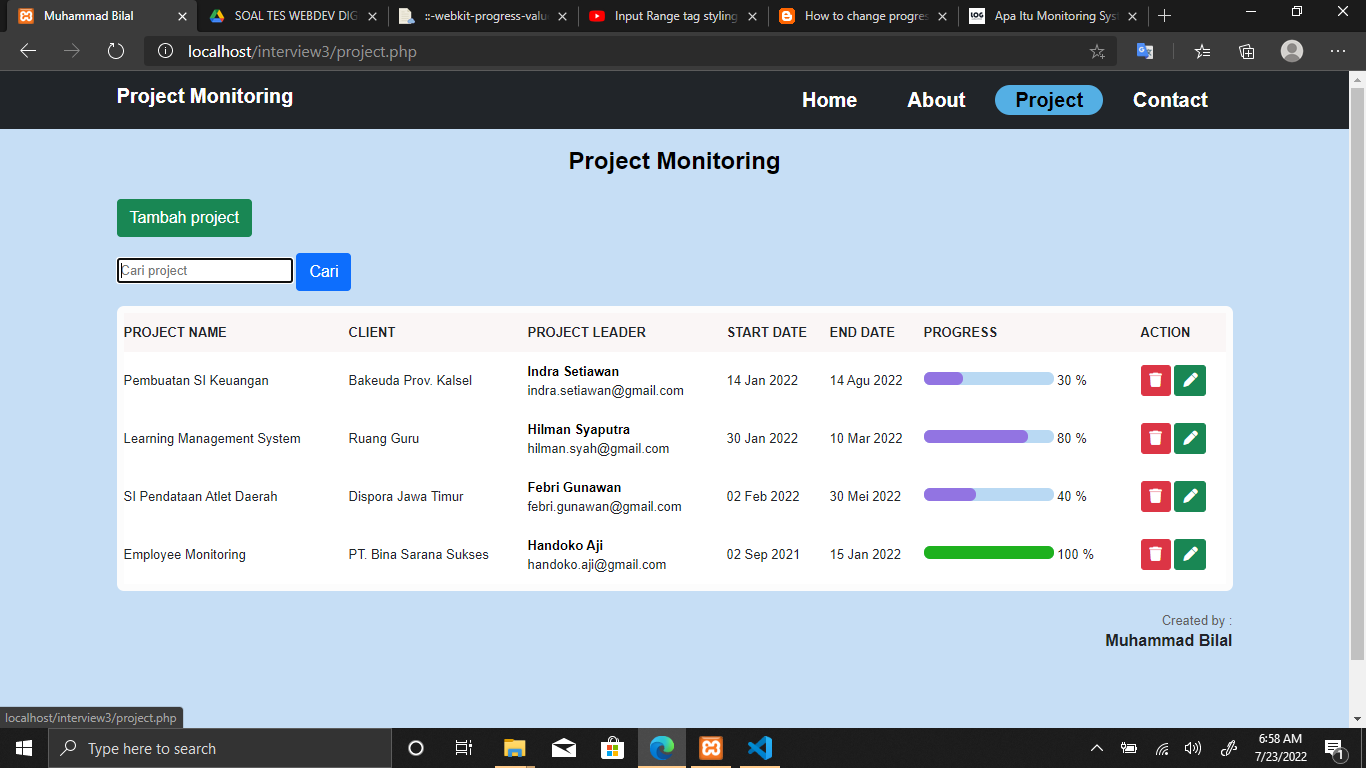 Muhammad Bilal
SOAL TES WEBDEV DIG
::-webkit-progress-valu
Input Range tag styling
How to change progres
Apa Itu Monitoring Syst
localhost/interview3/project.php
Project Monitoring
Home About Project Contact
Project Monitoring
Tambah project
Cari project Cari
PROJECT NAME CLIENT PROJECT LEADER START DATE END DATE PROGRESS ACTION
Pembuatan SI Keuangan Bakeuda Prov. Kalsel Indra Setiawan 14 Jan 2022 14 Agu 2022 30 %
indra.setiawan@gmail.com
Learning Management System Ruang Guru Hilman Syaputra 30 Jan 2022 10 Mar 2022 80 %
hilman.syah@gmail.com
SI Pendataan Atlet Daerah Dispora Jawa Timur Febri Gunawan 02 Feb 2022 30 Mei 2022 40 %
febri.gunawan@gmail.com
Employee Monitoring PT. Bina Sarana Sukses Handoko Aji 02 Sep 2021 15 Jan 2022 100 %
handoko.aji@gmail.com
Created by :
Muhammad Bilal
localhost/interview3/project.php
Type here to search
6:58 AM
7/23/2022
1